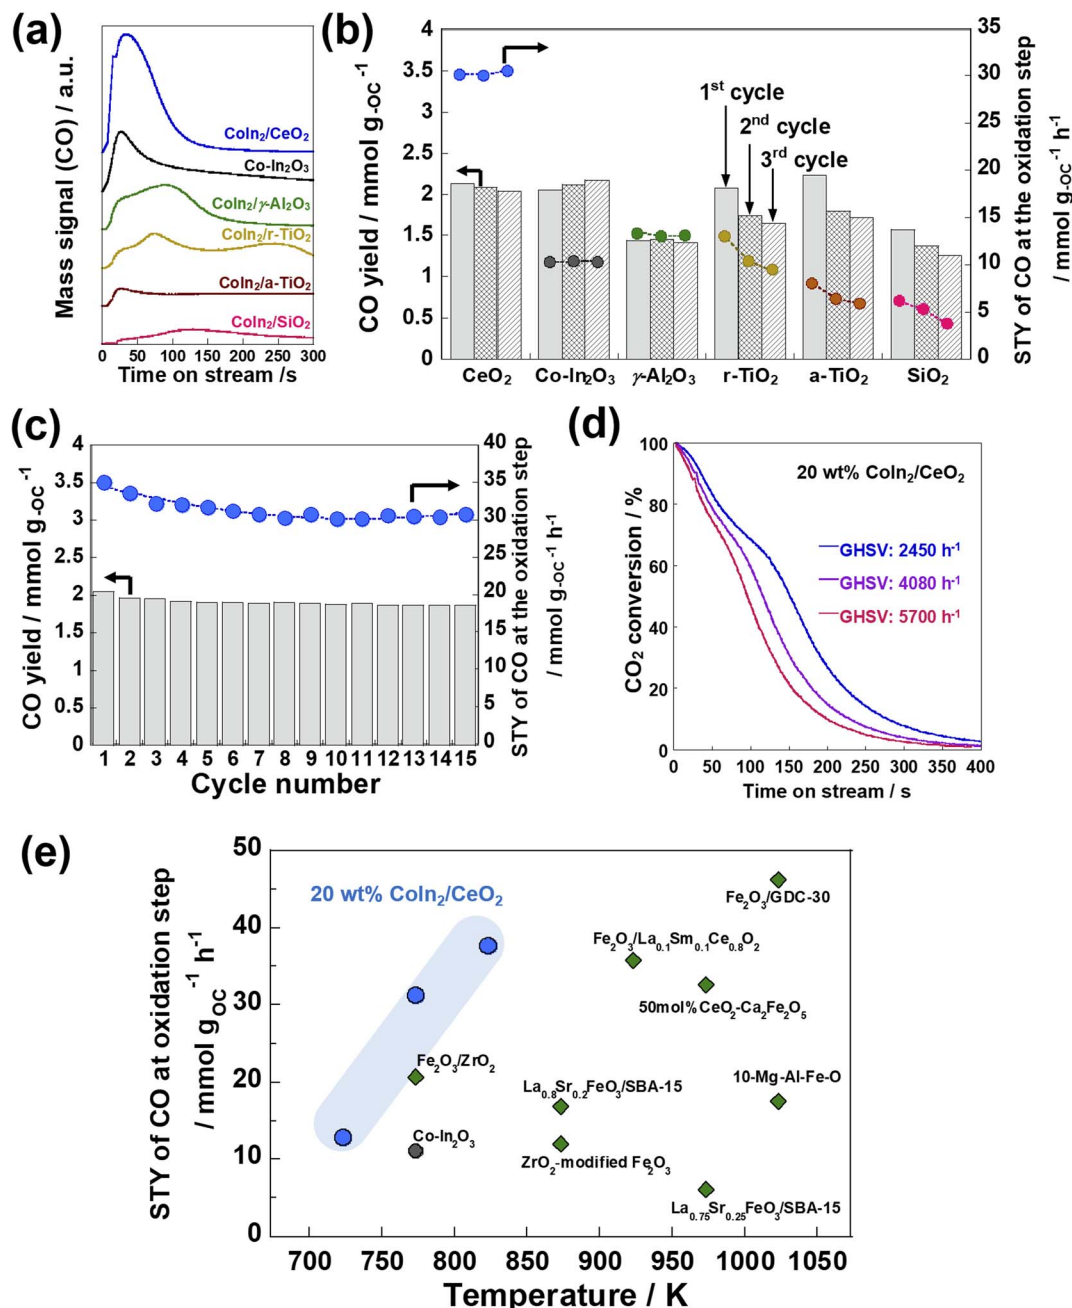 (a)
Mass signal (CO) / a.u.
CoIn₂/CeO₂
Co-In₂O₃
CoIn₂/γ-Al₂O₃
CoIn₂/r-TiO₂
CoIn₂/a-TiO₂
CoIn₂/SiO₂
0 50 100 150 200 250 300
Time on stream /s
(b)
CO yield / mmol g-OC⁻¹
4
3.5
3
2.5
2
1.5
1
0.5
0
1st cycle
2nd cycle
3rd cycle
35
30
25
20
15
10
5
0
STY of CO at the oxidation step
/ mmol g-OC⁻¹ h⁻¹
CeO₂ Co-In₂O₃ γ-Al₂O₃ r-TiO₂ a-TiO₂ SiO₂
(c)
CO yield / mmol g-OC⁻¹
4
3.5
3
2.5
2
1.5
1
0.5
0
40
35
30
25
20
15
10
5
0
STY of CO at the oxidation step
/ mmol g-OC⁻¹ h⁻¹
1 2 3 4 5 6 7 8 9 10 11 12 13 14 15
Cycle number
(d)
CO₂ conversion / %
100
80
60
40
20
0
20 wt% CoIn₂/CeO₂
GHSV: 2450 h⁻¹
GHSV: 4080 h⁻¹
GHSV: 5700 h⁻¹
0 50 100 150 200 250 300 350 400
Time on stream / s
(e)
STY of CO at oxidation step
/ mmol gOC⁻¹ h⁻¹
50
40
30
20
10
0
20 wt% CoIn₂/CeO₂
Fe₂O₃/GDC-30
Fe₂O₃/La₀.₁Sm₀.₁Ce₀.₈O₂
50mol%CeO₂-Ca₂Fe₂O₅
Fe₂O₃/ZrO₂
La₀.₈Sr₀.₂FeO₃/SBA-15
10-Mg-Al-Fe-O
Co-In₂O₃
ZrO₂-modified Fe₂O₃
La₀.₇₅Sr₀.₂₅FeO₃/SBA-15
700 750 800 850 900 950 1000 1050
Temperature / K